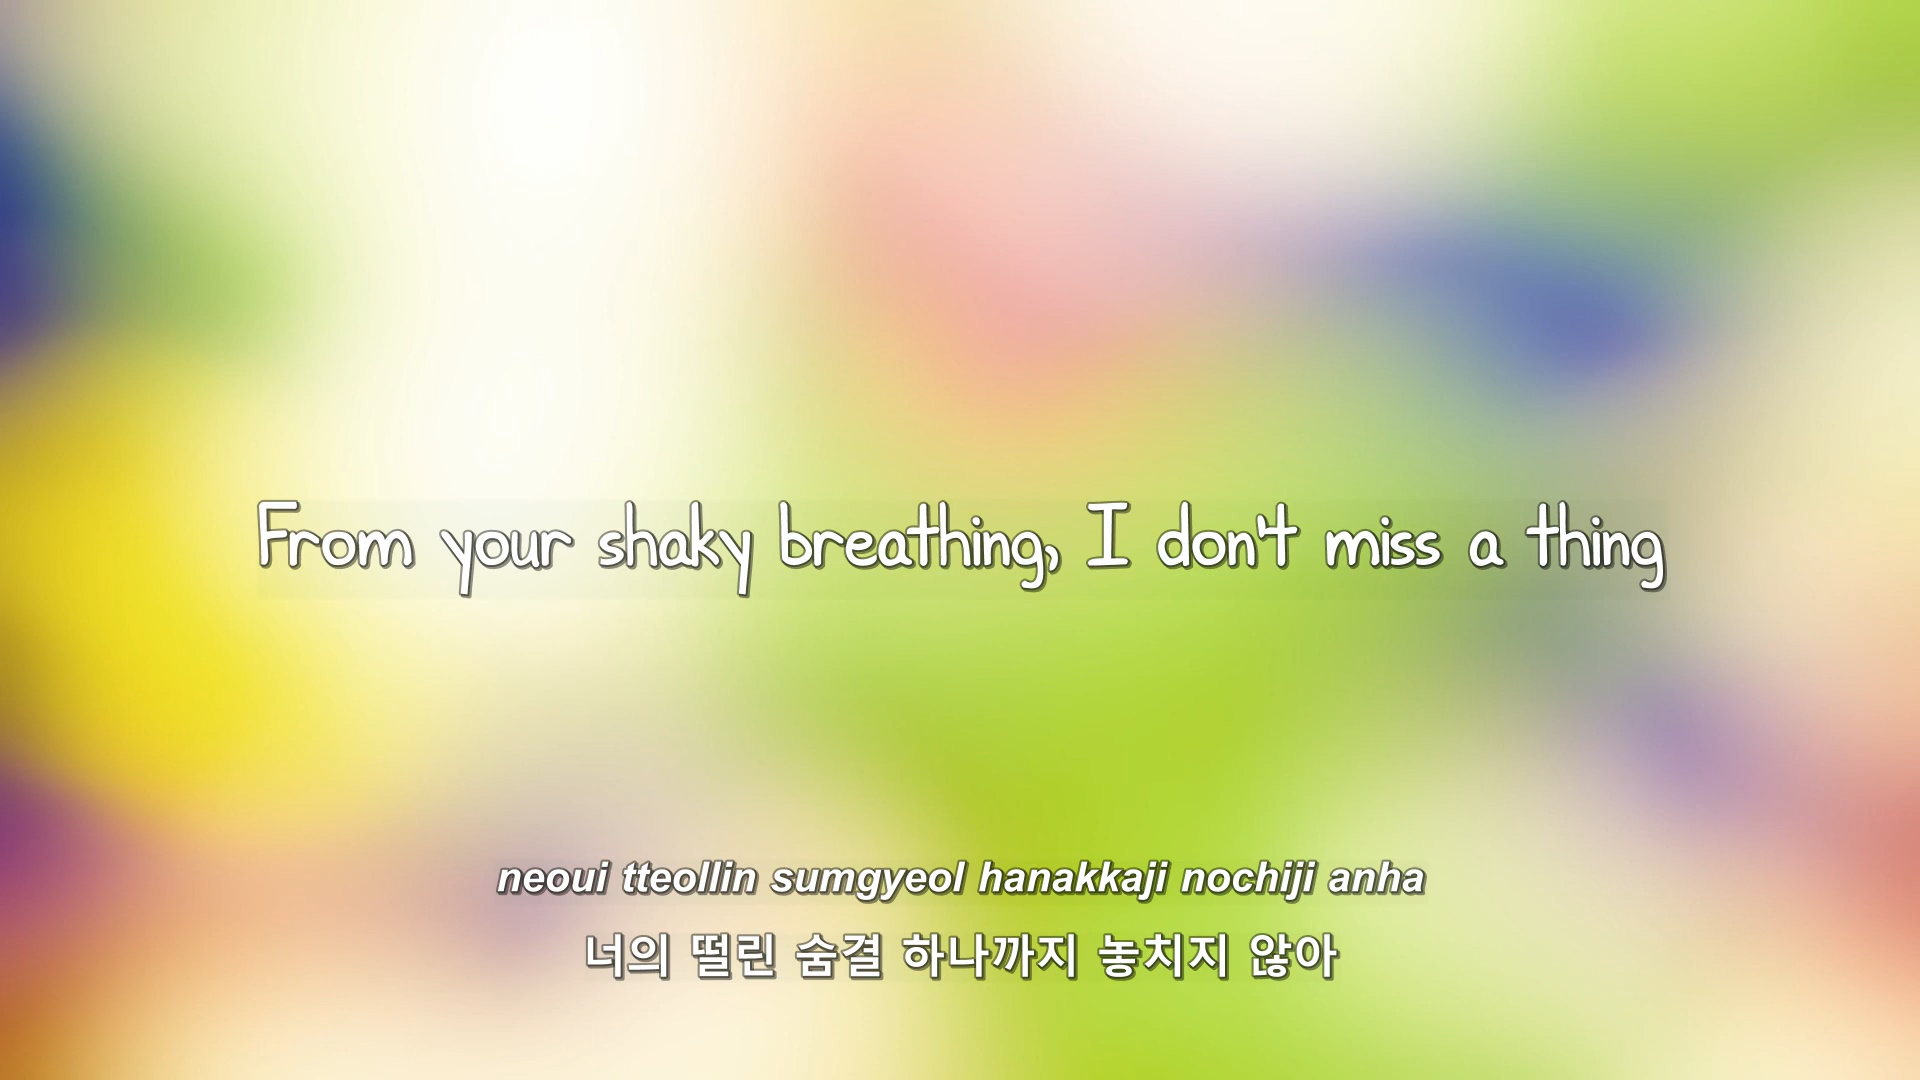 From your shaky breathing, I don't miss a thing
neoui tteollin sumgyeol hanakkaji nochiji anha
너의 떨린 숨결 하나까지 놓치지 않아